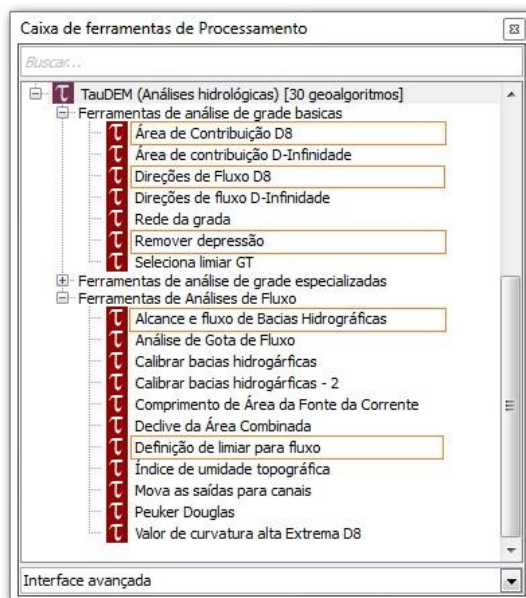 Caixa de ferramentas de Processamento
Buscar...
TauDEM (Análises hidrológicas) [30 geoalgoritmos]
Ferramentas de análise de grade basicas
Área de Contribuição D8
Área de contribuição D-Infinidade
Direções de Fluxo D8
Direções de fluxo D-Infinidade
Rede da grada
Remover depressão
Seleciona limiar GT
Ferramentas de análise de grade especializadas
Ferramentas de Análises de Fluxo
Alcance e fluxo de Bacias Hidrográficas
Análise de Gota de Fluxo
Calibrar bacias hidrogárficas
Calibrar bacias hidrogárficas - 2
Comprimento de Área da Fonte da Corrente
Declive da Área Combinada
Definição de limiar para fluxo
Índice de umidade topográfica
Mova as saídas para canais
Peuker Douglas
Valor de curvatura alta Extrema D8
Interface avançada